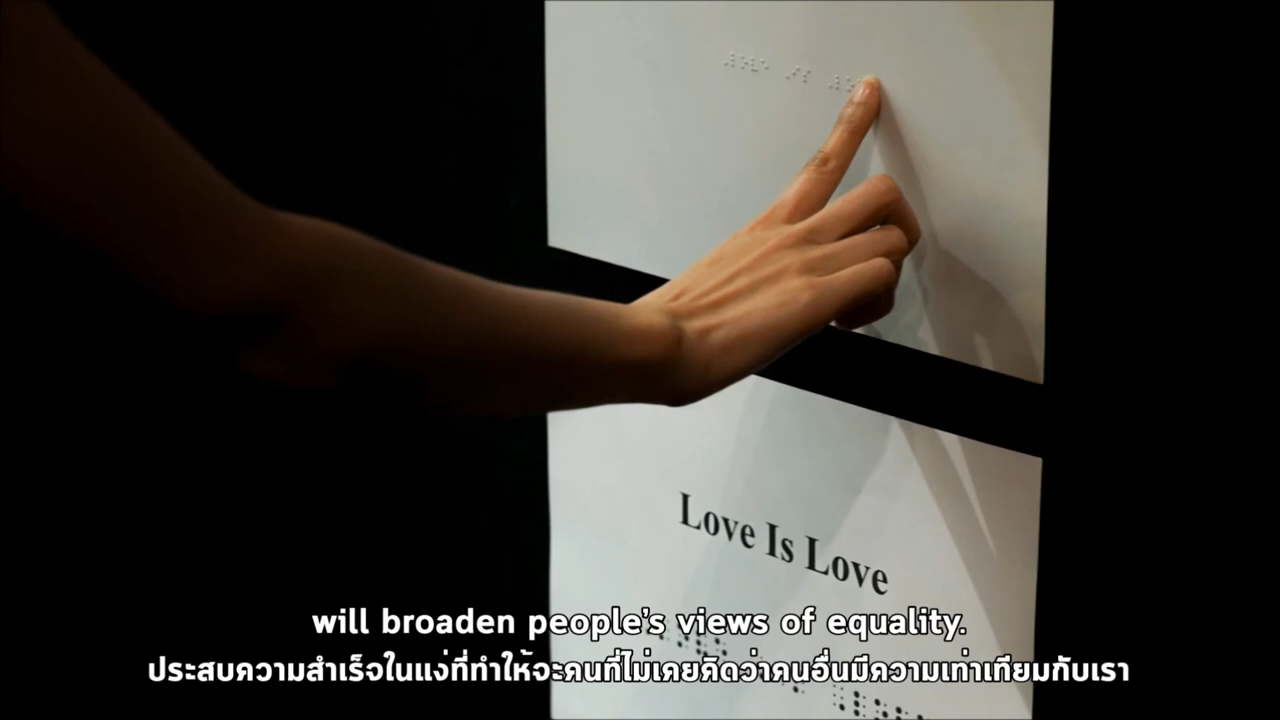 Love Is Love
will broaden people's views of equality.
ประสบความสำเร็จในแง่ที่ทำให้จะคนที่ไม่เคยคิดว่าคนอื่นมีความเท่าเทียมกับเรา